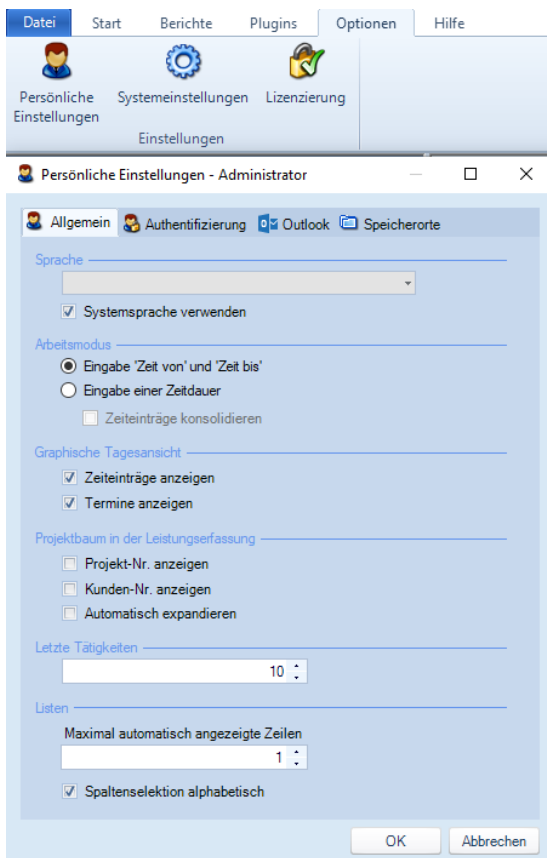 Datei Start Berichte Plugins Optionen Hilfe
Persönliche Einstellungen Systemeinstellungen Lizenzierung
Einstellungen
Persönliche Einstellungen - Administrator
Allgemein Authentifizierung Outlook Speicherorte
Sprache
Systemsprache verwenden
Arbeitsmodus
Eingabe 'Zeit von' und 'Zeit bis'
Eingabe einer Zeitdauer
Zeiteinträge konsolidieren
Graphische Tagesansicht
Zeiteinträge anzeigen
Termine anzeigen
Projektbaum in der Leistungserfassung
Projekt-Nr. anzeigen
Kunden-Nr. anzeigen
Automatisch expandieren
Letzte Tätigkeiten
10
Listen
Maximal automatisch angezeigte Zeilen
1
Spaltenselektion alphabetisch
OK Abbrechen